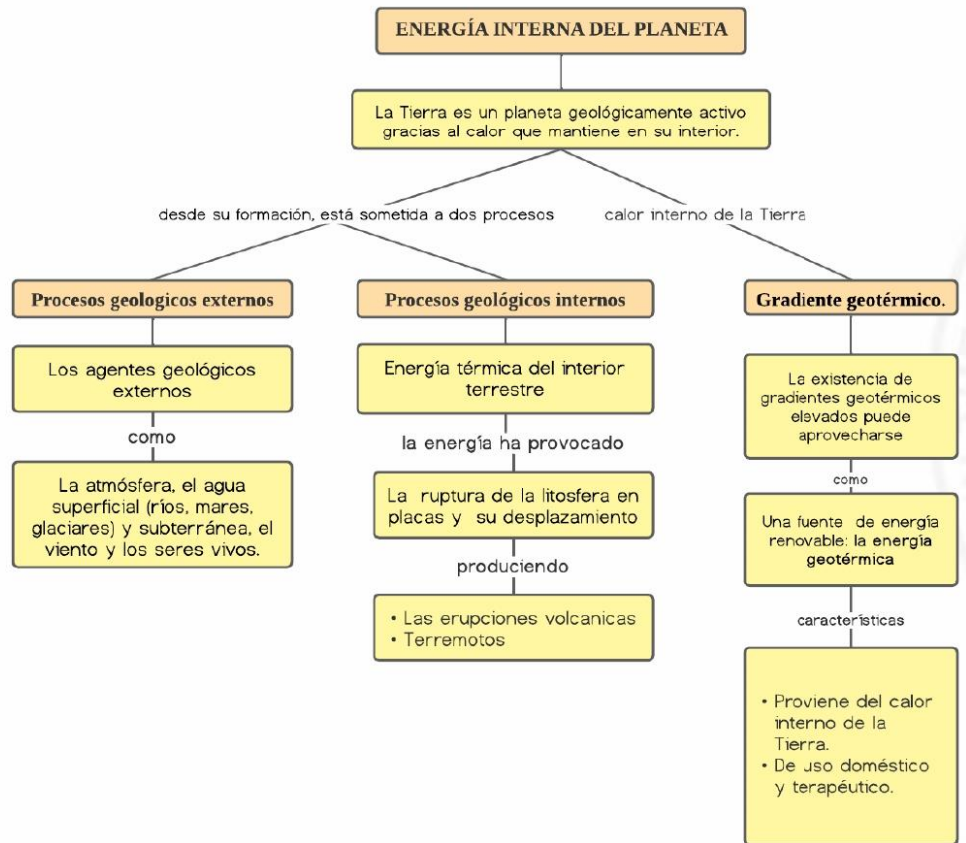 ENERGÍA INTERNA DEL PLANETA
La Tierra es un planeta geológicamente activo
gracias al calor que mantiene en su interior.
desde su formación, está sometida a dos procesos
calor interno de la Tierra
Procesos geologicos externos
Los agentes geológicos
externos
como
La atmósfera, el agua
superficial (ríos, mares,
glaciares) y subterránea, el
viento y los seres vivos.
Procesos geológicos internos
Energía térmica del interior
terrestre
la energía ha provocado
La ruptura de la litosfera en
placas y su desplazamiento
produciendo
• Las erupciones volcanicas
• Terremotos
Gradiente geotérmico.
La existencia de
gradientes geotérmicos
elevados puede
aprovecharse
como
Una fuente de energía
renovable: la energía
geotérmica
características
• Proviene del calor
interno de la
Tierra.
• De uso doméstico
y terapéutico.